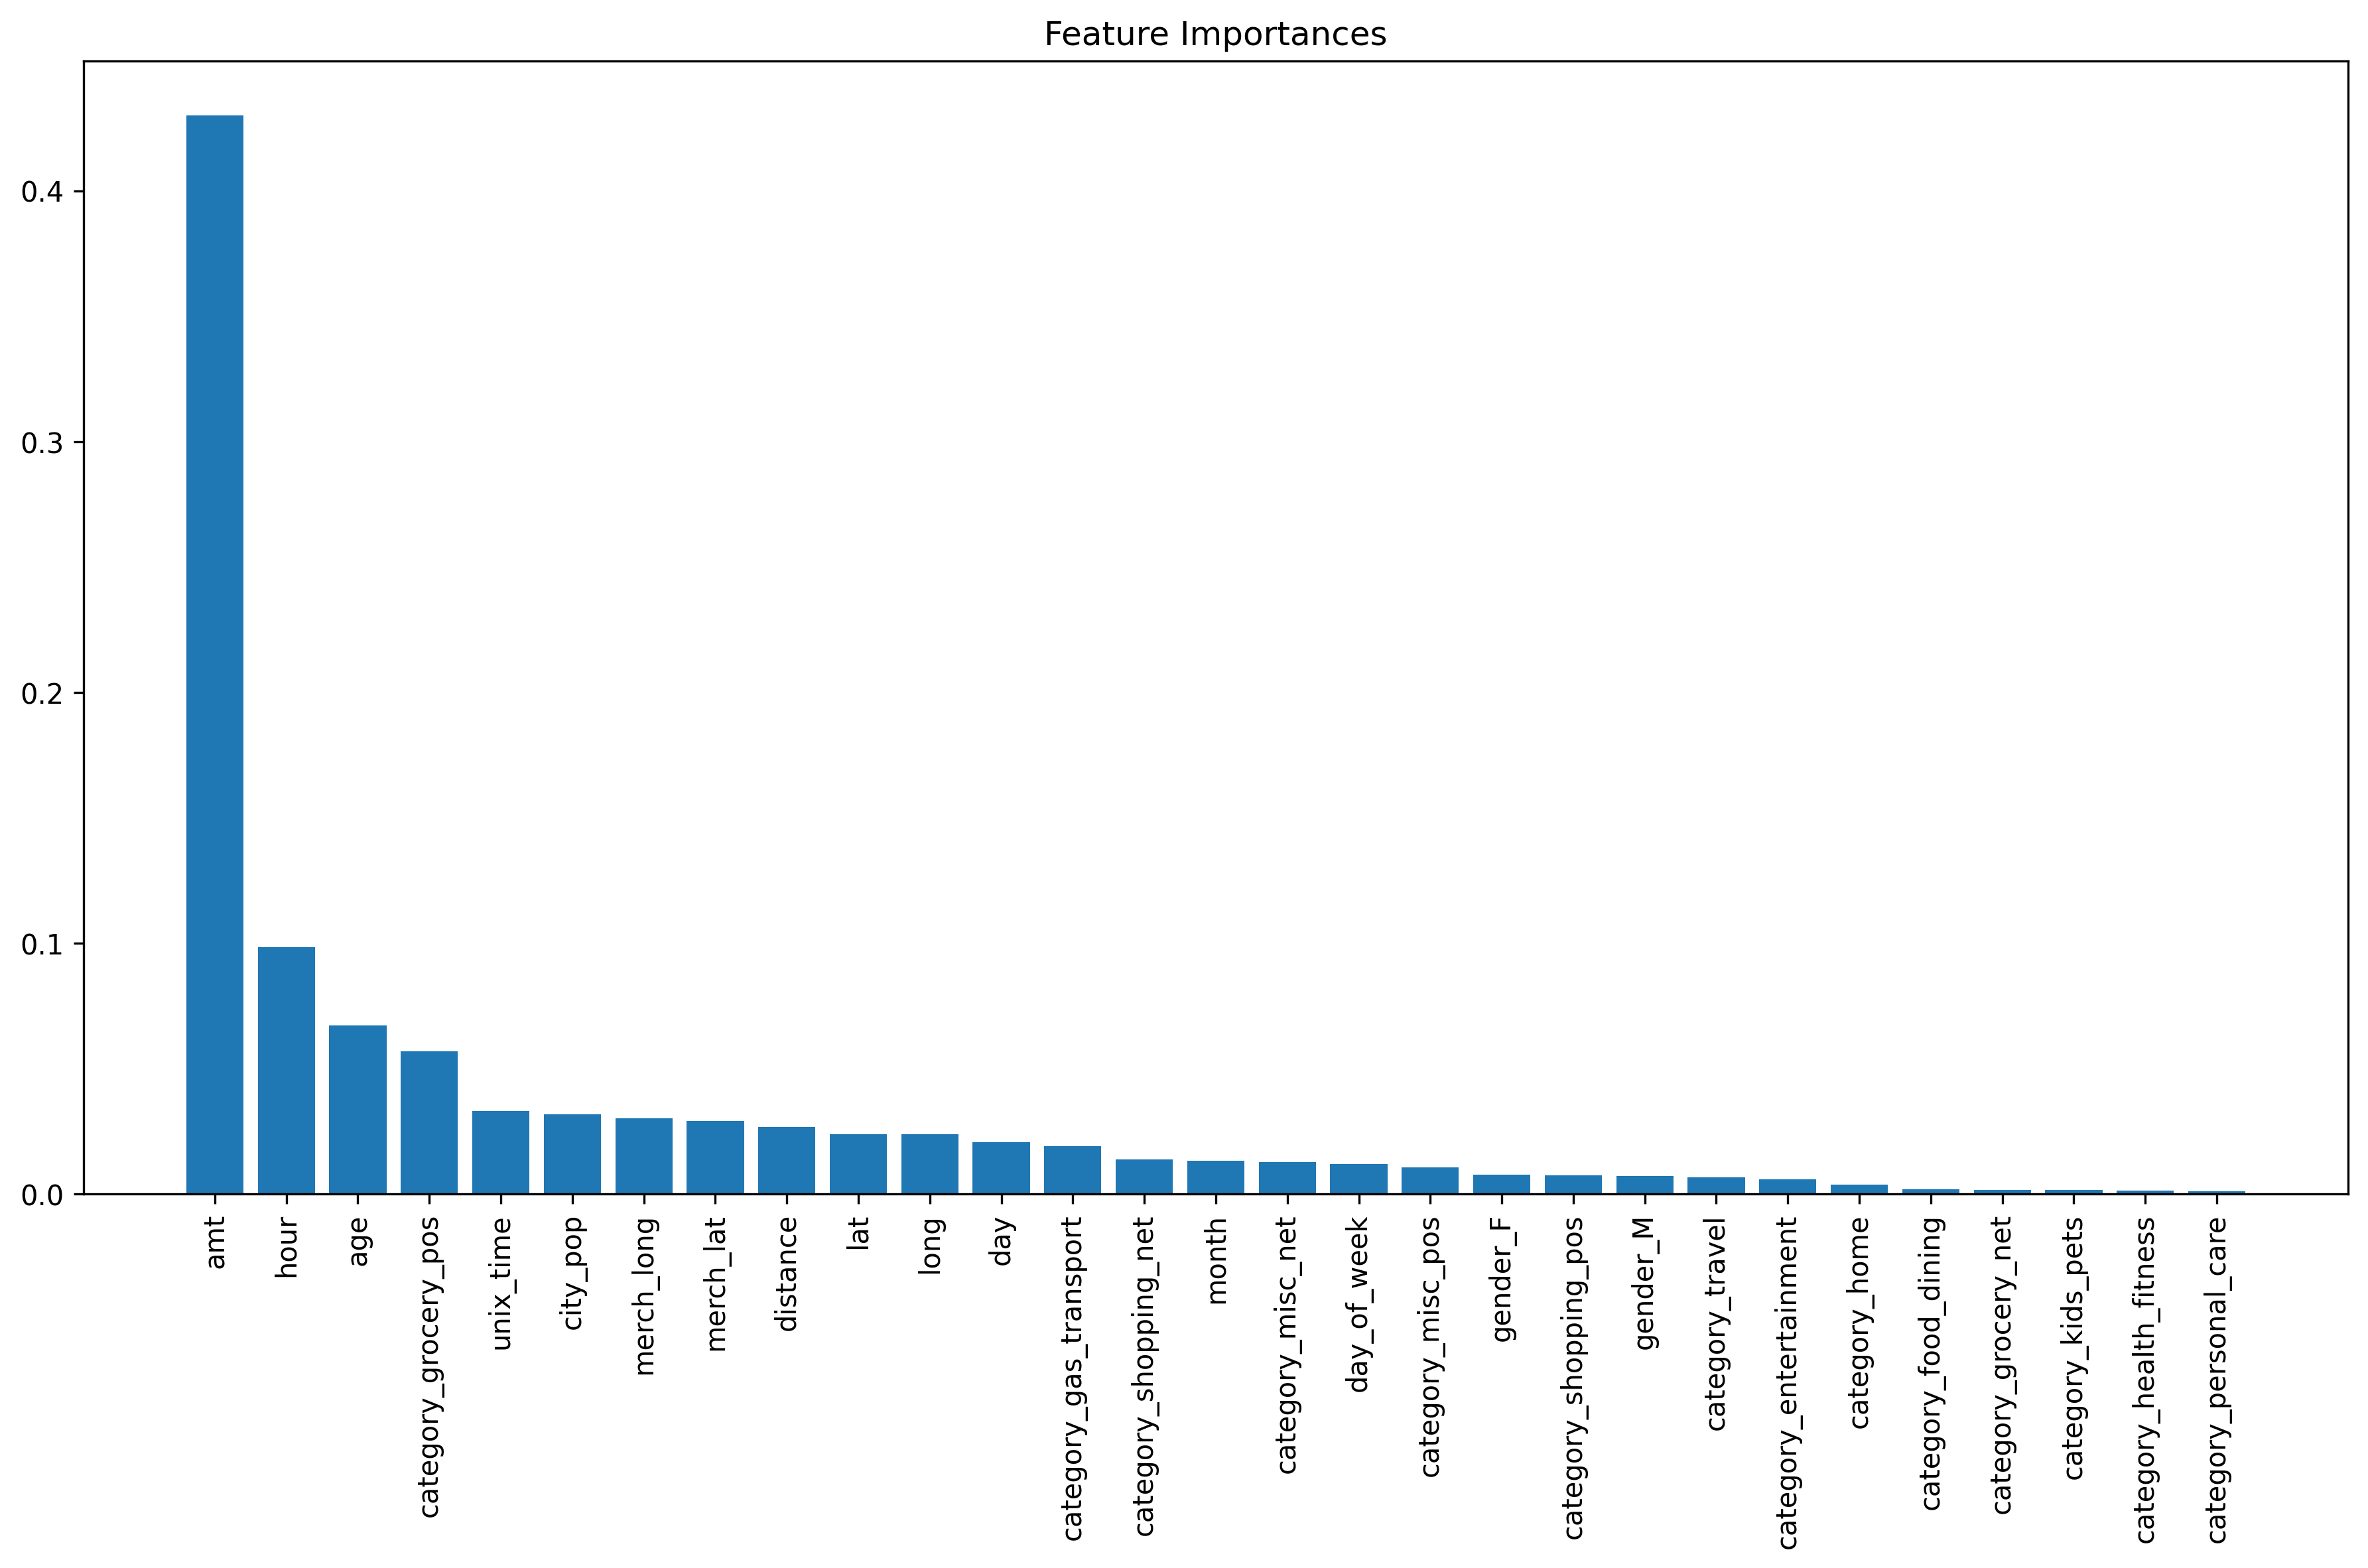 Feature Importances
0.4
0.3
0.2
0.1
0.0
amt
hour
age
category_grocery_pos
unix_time
city_pop
merch_long
merch_lat
distance
lat
long
day
category_gas_transport
category_shopping_net
month
category_misc_net
day_of_week
category_misc_pos
gender_F
category_shopping_pos
gender_M
category_travel
category_entertainment
category_home
category_food_dining
category_grocery_net
category_kids_pets
category_health_fitness
category_personal_care